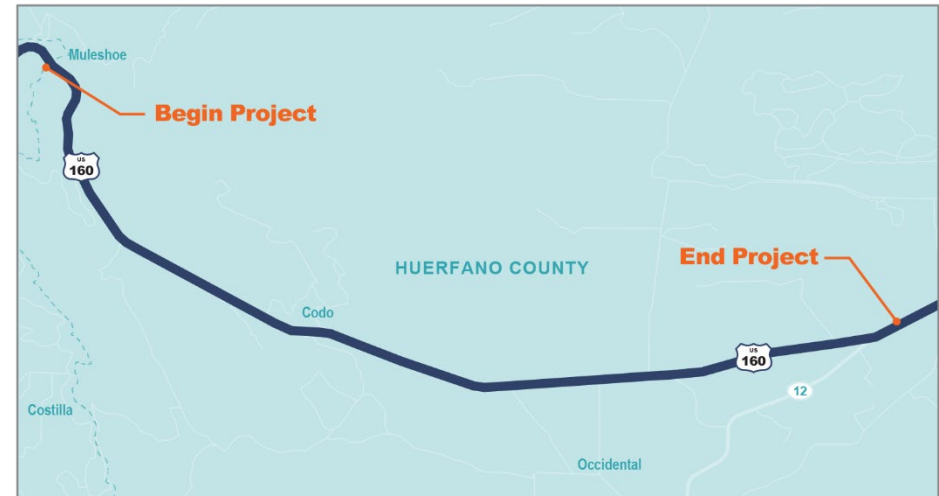 Muleshoe
Begin Project
US
160
HUERFANO COUNTY
End Project
Codo
US
160
12
Costilla
Occidental